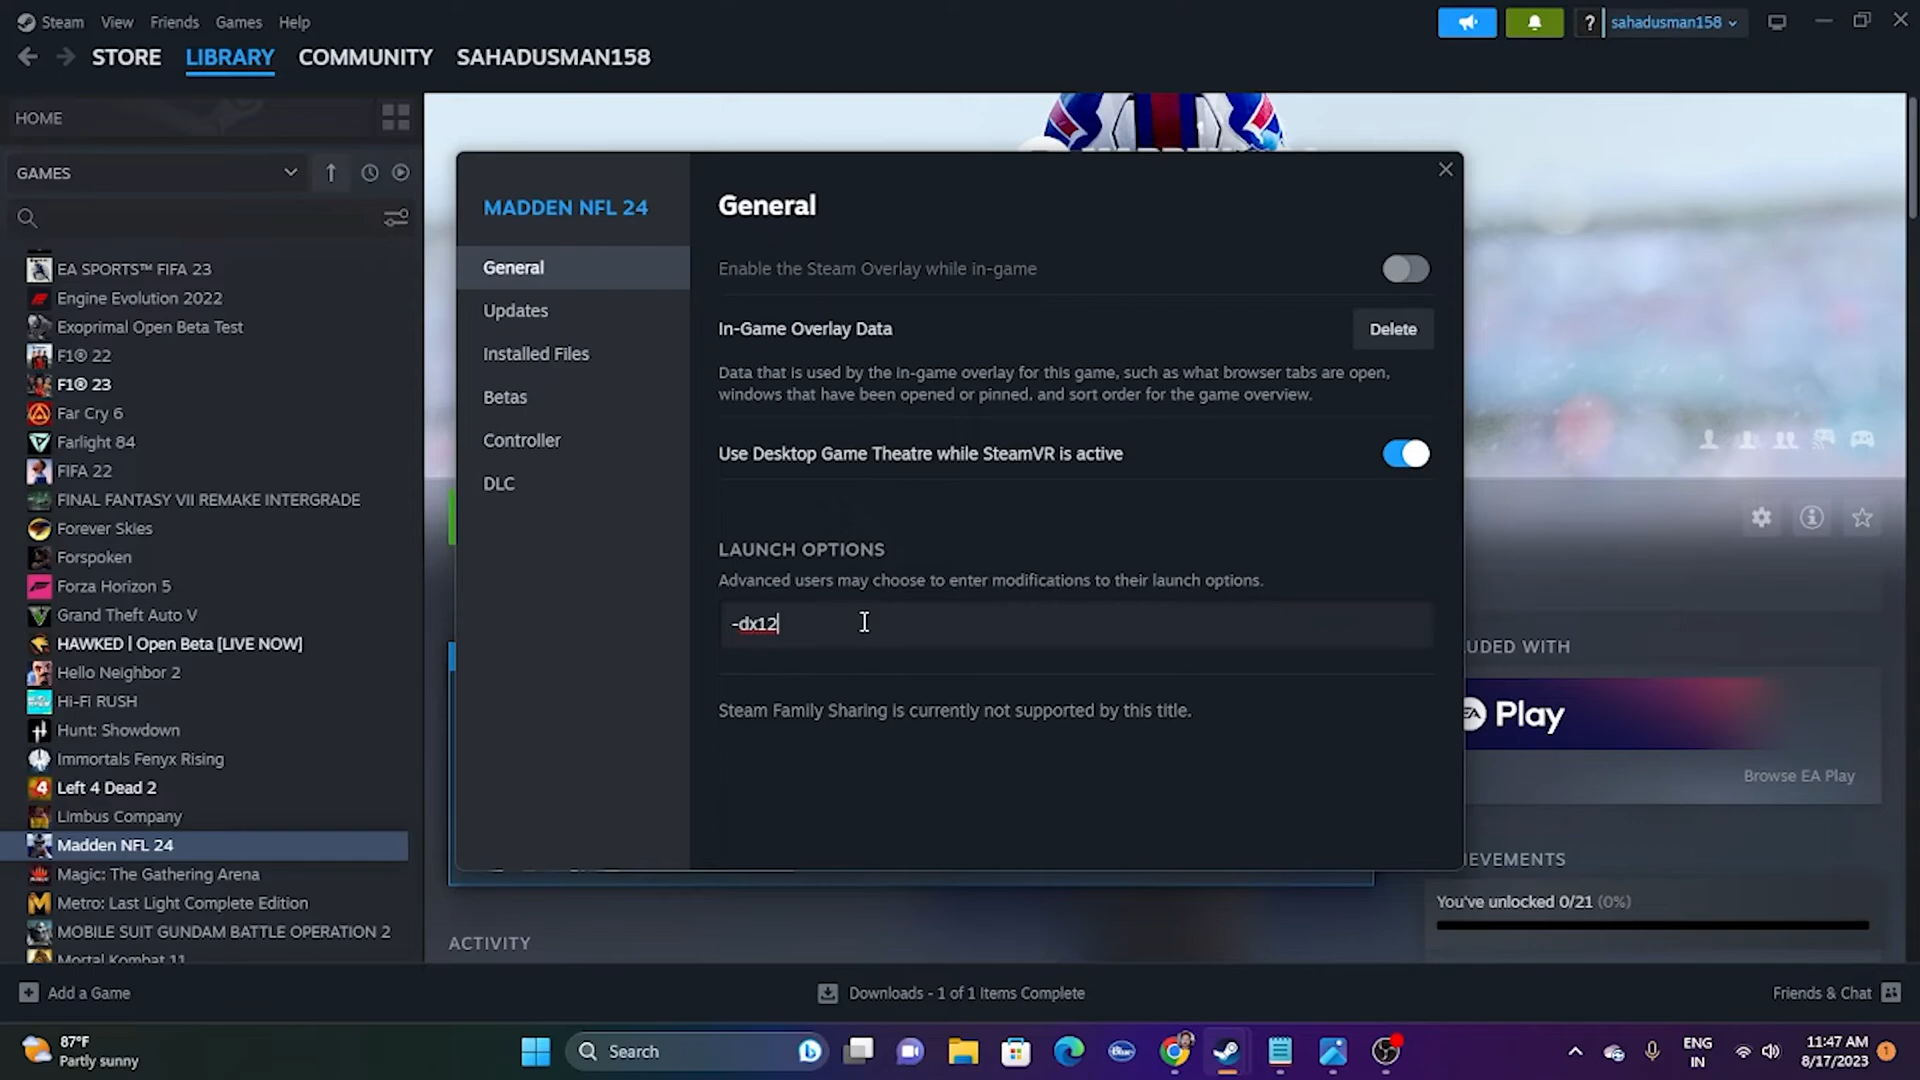 Steam View Friends Games Help
? sahadusman158
STORE LIBRARY COMMUNITY SAHADUSMAN158
HOME
GAMES
EA SPORTS™ FIFA 23
Engine Evolution 2022
Exoprimal Open Beta Test
F1® 22
F1® 23
Far Cry 6
Farlight 84
FIFA 22
FINAL FANTASY VII REMAKE INTERGRADE
Forever Skies
Forspoken
Forza Horizon 5
Grand Theft Auto V
HAWKED | Open Beta [LIVE NOW]
Hello Neighbor 2
Hi-Fi RUSH
Hunt: Showdown
Immortals Fenyx Rising
Left 4 Dead 2
Limbus Company
Madden NFL 24
Magic: The Gathering Arena
Metro: Last Light Complete Edition
MOBILE SUIT GUNDAM BATTLE OPERATION 2
Mortal Kombat 11
MADDEN NFL 24
General
Updates
Installed Files
Betas
Controller
DLC
General
Enable the Steam Overlay while in-game
In-Game Overlay Data
Delete
Data that is used by the in-game overlay for this game, such as what browser tabs are open,
windows that have been opened or pinned, and sort order for the game overview.
Use Desktop Game Theatre while SteamVR is active
LAUNCH OPTIONS
Advanced users may choose to enter modifications to their launch options.
-dx12
Steam Family Sharing is currently not supported by this title.
UDED WITH
EA Play
Browse EA Play
IEVEMENTS
You've unlocked 0/21 (0%)
ACTIVITY
Add a Game
Downloads - 1 of 1 Items Complete
Friends & Chat
87°F
Partly sunny
Search
ENG
IN
11:47 AM
8/17/2023
1